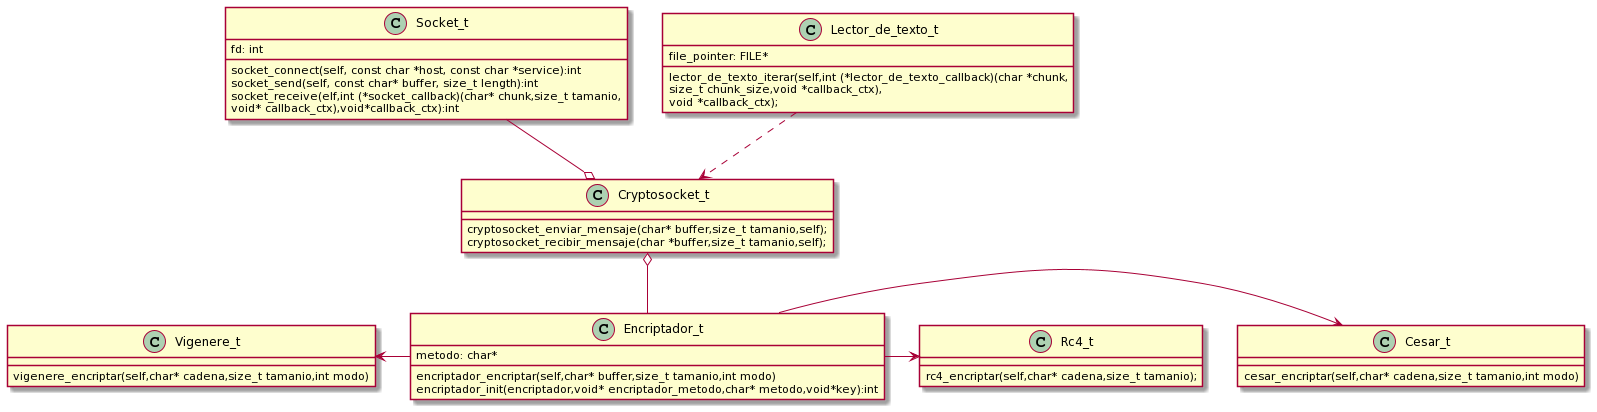 C Socket_t
fd: int
socket_connect(self, const char *host, const char *service):int
socket_send(self, const char* buffer, size_t length):int
socket_receive(elf,int (*socket_callback)(char* chunk,size_t tamanio,
void* callback_ctx),void*callback_ctx):int
C Lector_de_texto_t
file_pointer: FILE*
lector_de_texto_iterar(self,int (*lector_de_texto_callback)(char *chunk,
size_t chunk_size,void *callback_ctx),
void *callback_ctx);
C Cryptosocket_t
cryptosocket_enviar_mensaje(char* buffer,size_t tamanio,self);
cryptosocket_recibir_mensaje(char *buffer,size_t tamanio,self);
C Vigenere_t
vigenere_encriptar(self,char* cadena,size_t tamanio,int modo)
C Encriptador_t
metodo: char*
encriptador_encriptar(self,char* buffer,size_t tamanio,int modo)
encriptador_init(encriptador,void* encriptador_metodo,char* metodo,void*key):int
C Rc4_t
rc4_encriptar(self,char* cadena,size_t tamanio);
C Cesar_t
cesar_encriptar(self,char* cadena,size_t tamanio,int modo)